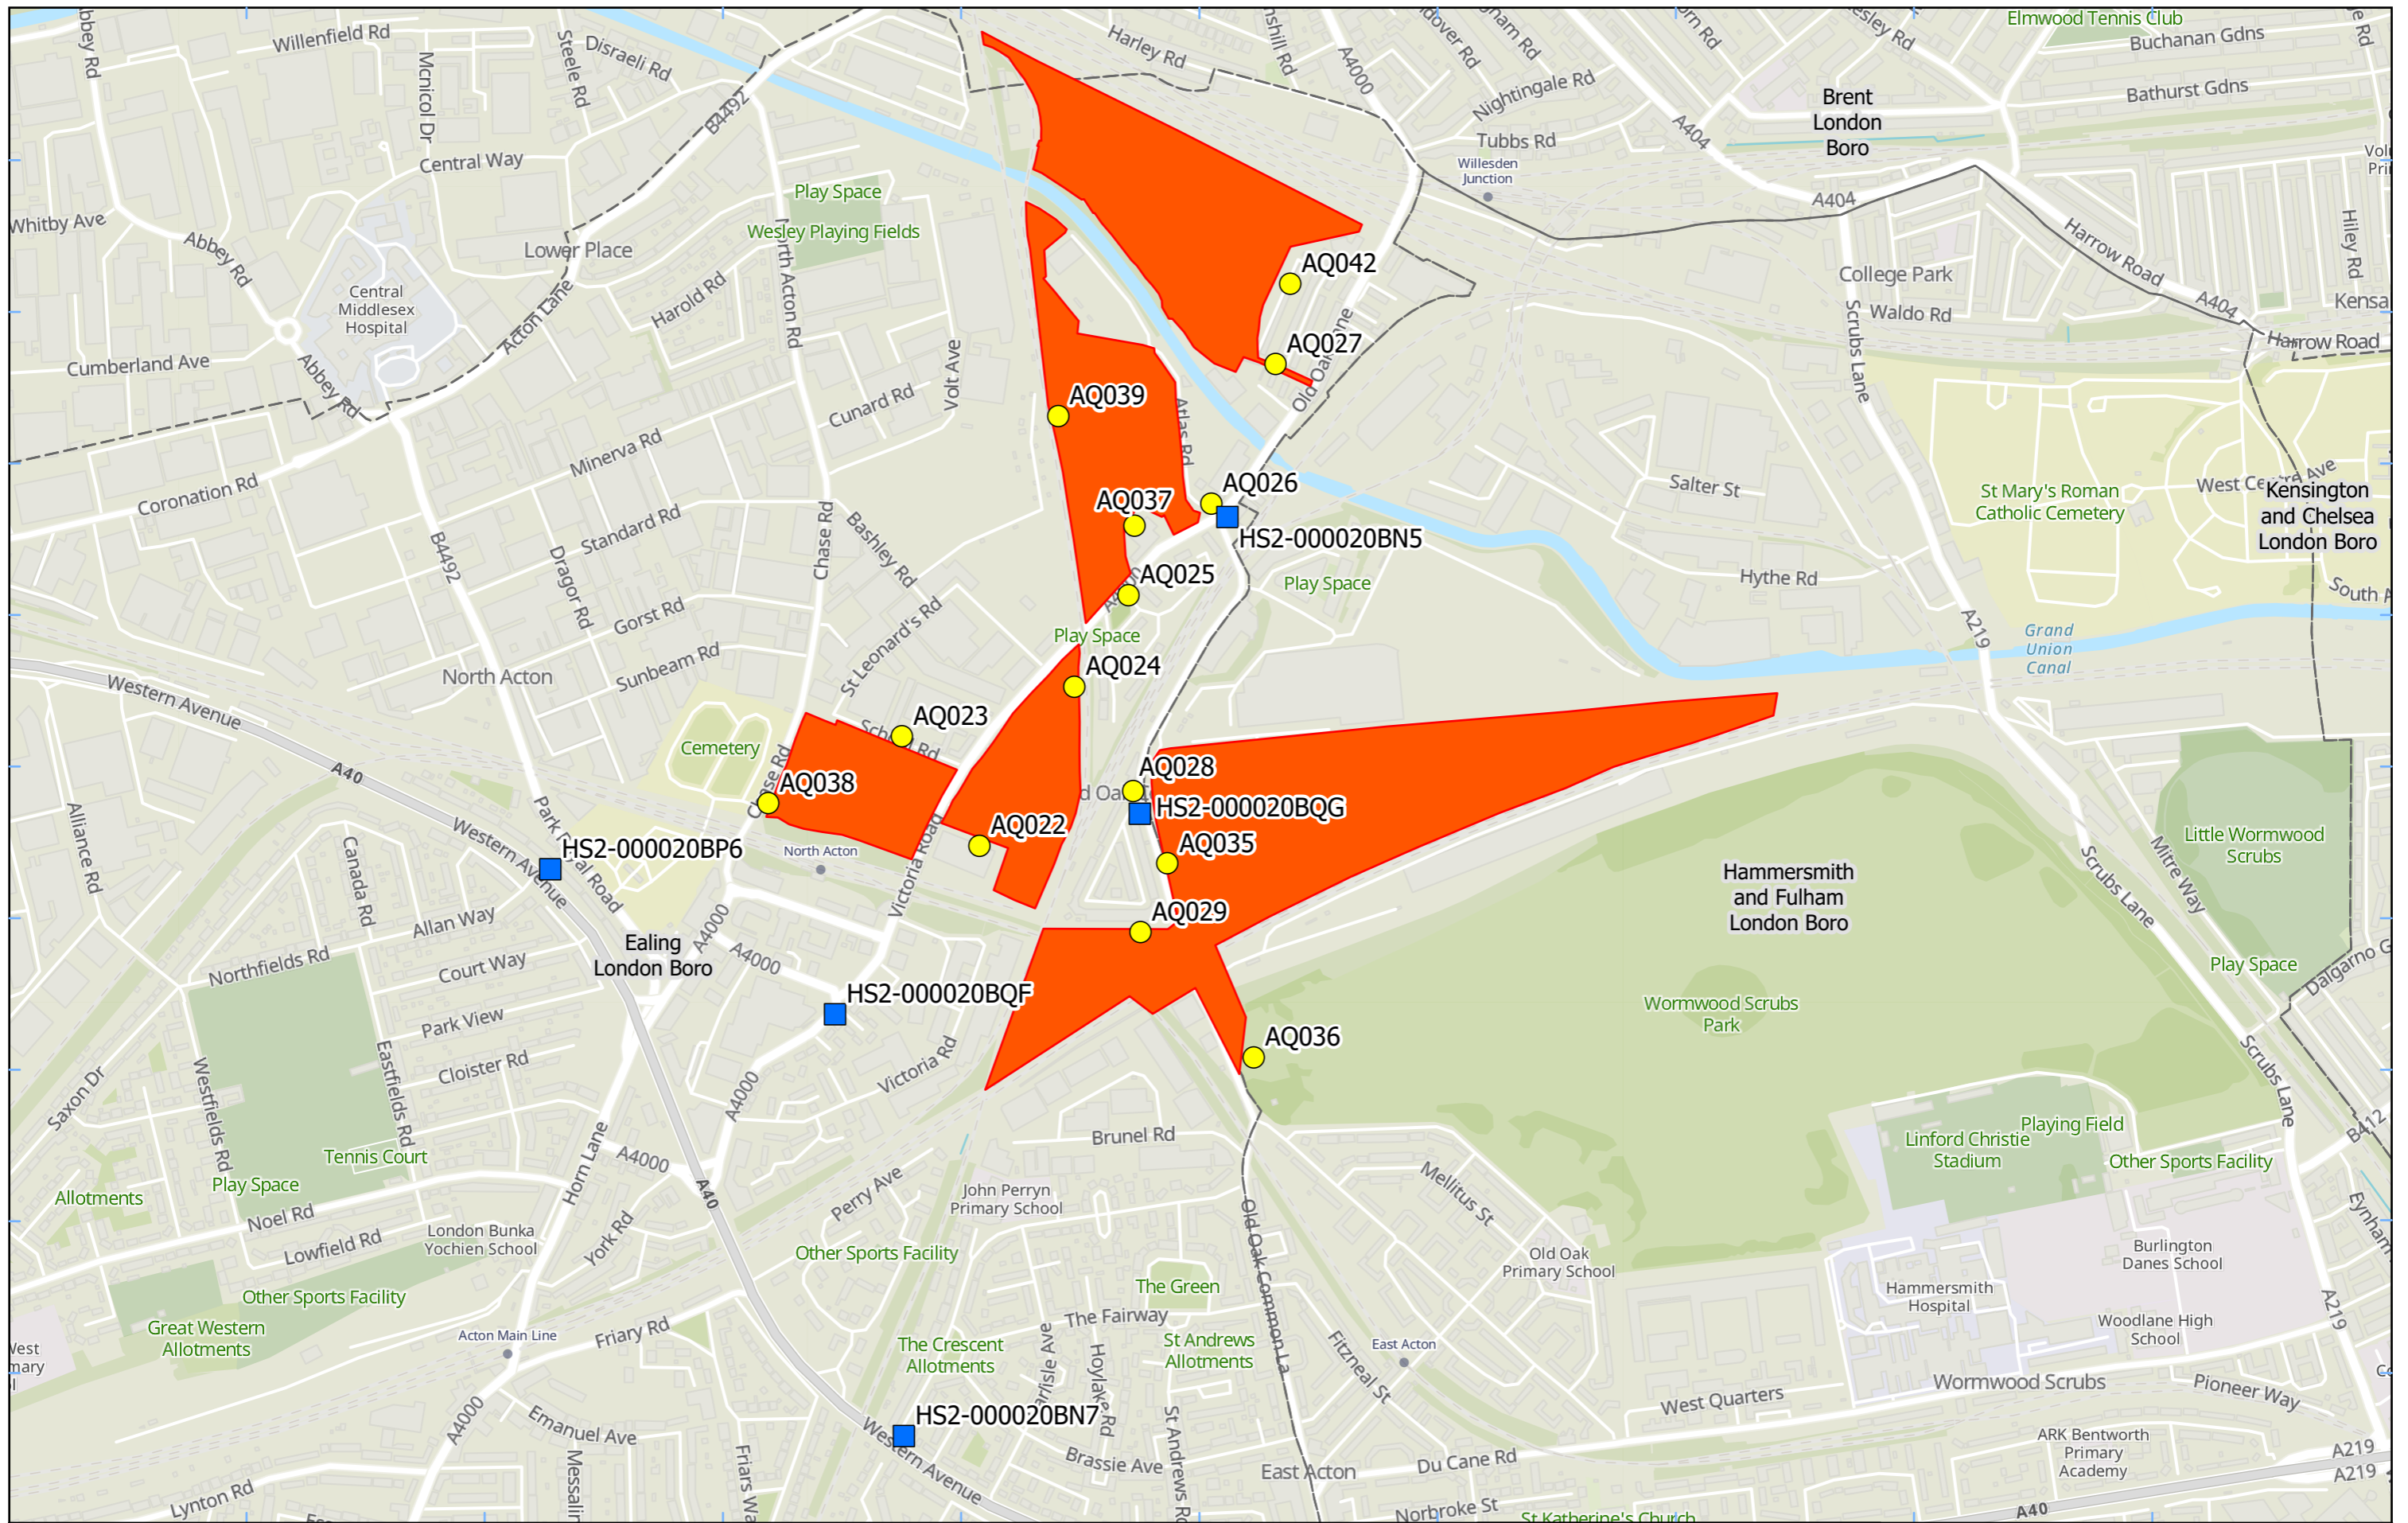 Willenfield Rd
Steele Rd
Disraeli Rd
Mcnicol Dr
Harley Rd
A4000
Nightingale Rd
Tubbs Rd
A404
Elmwood Tennis Club
Buchanan Gdns
Bathurst Gdns
Brent
London
Boro
B4492
Central Way
Play Space
Wesley Playing Fields
Willesden
Junction
A404
Whitby Ave
Abbey Rd
Lower Place
North Acton Rd
Harold Rd
Central
Middlesex
Hospital
Acton Lane
Cumberland Ave
Abbey Rd
Volt Ave
Cunard Rd
AQ042
AQ027
AQ039
Atlas Rd
College Park
Waldo Rd
Scrubs Lane
Harrow Road
A404
Harrow Road
Hiley Rd
Minerva Rd
Coronation Rd
Standard Rd
Chase Rd
Bashley Rd
AQ037
AQ026
HS2-000020BN5
AQ025
Salter St
St Mary's Roman
Catholic Cemetery
Kensington
and Chelsea
London Boro
B4492
Dragor Rd
Gorst Rd
Sunbeam Rd
St Leonard's Rd
Play Space
Play Space
Hythe Rd
A219
Grand
Union
Canal
North Acton
Western Avenue
AQ024
AQ023
Cemetery
Chase Rd
AQ038
A40
AQ028
HS2-000020BQG
AQ022
AQ035
Alliance Rd
Western Avenue
Park Royal Road
Canada Rd
HS2-000020BP6
North Acton
Victoria Road
Hammersmith
and Fulham
London Boro
Little Wormwood
Scrubs
Mitre Way
Scrubs Lane
Allan Way
A4000
AQ029
Ealing
London Boro
Northfields Rd
Court Way
A4000
HS2-000020BQF
Play Space
Wormwood Scrubs
Park
Park View
AQ036
Cloister Rd
Saxon Dr
Westfields Rd
Eastfields Rd
A4000
Victoria Rd
Scrubs Lane
Brunel Rd
Linford Christie
Stadium
Playing Field
B412
Tennis Court
Play Space
Allotments
Horn Lane
A4000
A40
Perry Ave
John Perryn
Primary School
Mellitus St
Other Sports Facility
Noel Rd
Lowfield Rd
London Bunka
Yochien School
York Rd
Other Sports Facility
Old Oak Common La
Old Oak
Primary School
Burlington
Danes School
Hammersmith
Hospital
Other Sports Facility
The Green
The Fairway
Great Western
Allotments
Acton Main Line
Friary Rd
The Crescent
Allotments
Hoylake Rd
St Andrews
Allotments
Fitzneal St
East Acton
Woodlane High
School
A219
Wormwood Scrubs
West Quarters
Pioneer Way
A4000
Emanuel Ave
HS2-000020BN7
Western Avenue
Brassie Ave
East Acton
Du Cane Rd
ARK Bentworth
Primary
Academy
A219
A219
Lynton Rd
Norbroke St
St Katherine's Church
A40